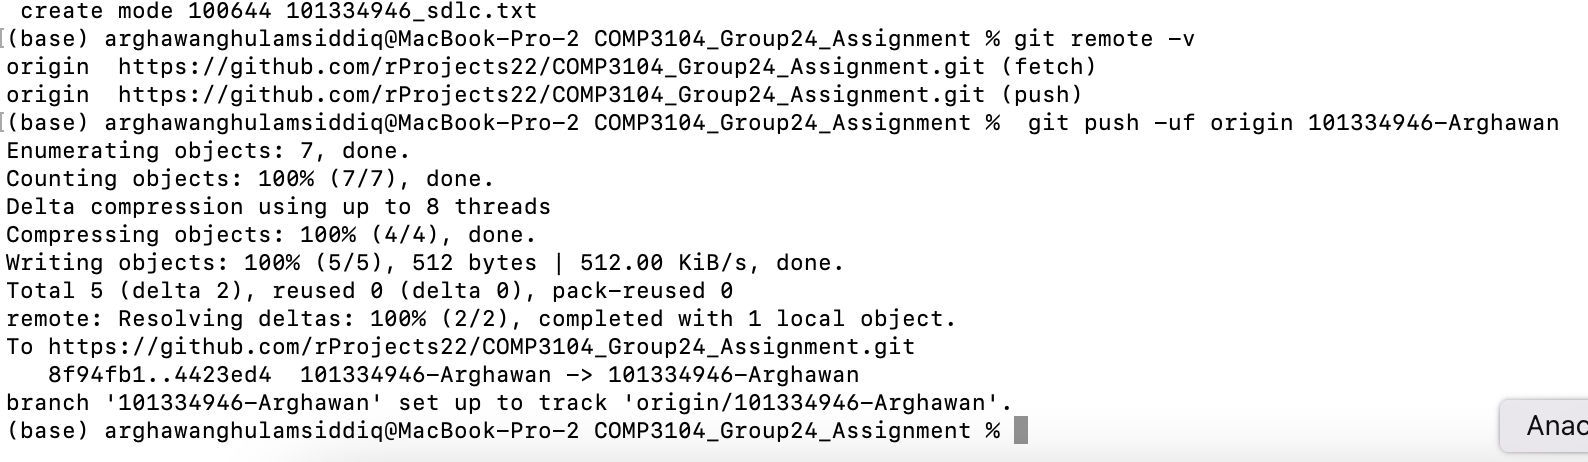 create mode 100644 101334946_sdlc.txt
(base) arghawanghulamsiddiq@MacBook-Pro-2 COMP3104_Group24_Assignment % git remote -v
origin  https://github.com/rProjects22/COMP3104_Group24_Assignment.git (fetch)
origin  https://github.com/rProjects22/COMP3104_Group24_Assignment.git (push)
(base) arghawanghulamsiddiq@MacBook-Pro-2 COMP3104_Group24_Assignment %  git push -uf origin 101334946-Arghawan
Enumerating objects: 7, done.
Counting objects: 100% (7/7), done.
Delta compression using up to 8 threads
Compressing objects: 100% (4/4), done.
Writing objects: 100% (5/5), 512 bytes | 512.00 KiB/s, done.
Total 5 (delta 2), reused 0 (delta 0), pack-reused 0
remote: Resolving deltas: 100% (2/2), completed with 1 local object.
To https://github.com/rProjects22/COMP3104_Group24_Assignment.git
   8f94fb1..4423ed4  101334946-Arghawan -> 101334946-Arghawan
branch '101334946-Arghawan' set up to track 'origin/101334946-Arghawan'.
(base) arghawanghulamsiddiq@MacBook-Pro-2 COMP3104_Group24_Assignment %
Anac